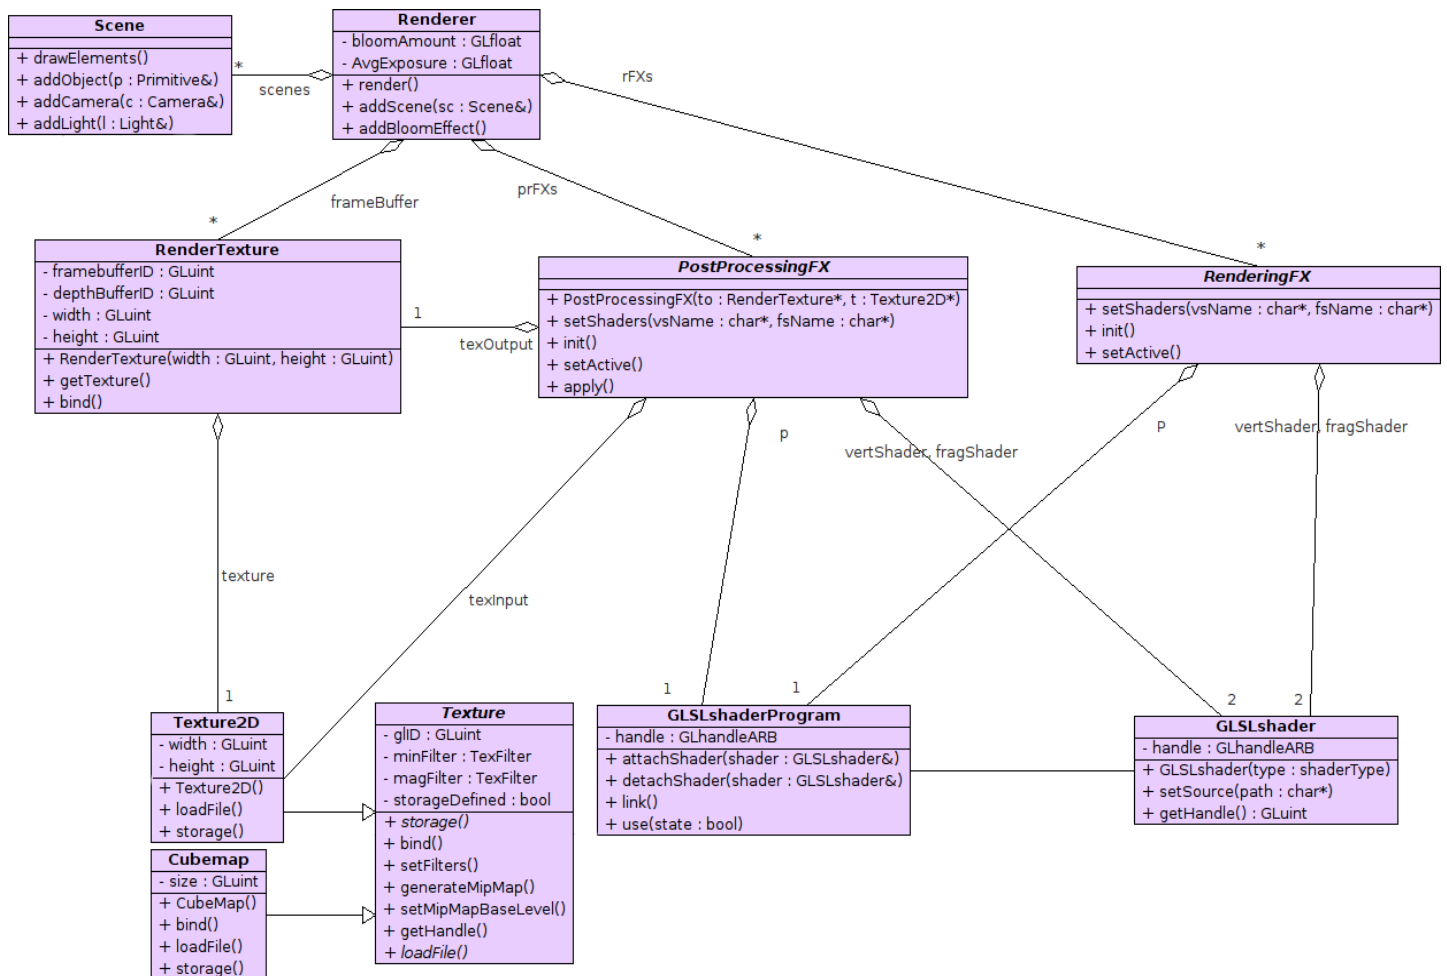 Scene
+ drawElements()
+ addObject(p : Primitive&)
+ addCamera(c : Camera&)
+ addLight(l : Light&)
*
scenes
Renderer
- bloomAmount : GLfloat
- AvgExposure : GLfloat
+ render()
+ addScene(sc : Scene&)
+ addBloomEffect()
rFXs
frameBuffer
*
prFXs
*
*
RenderTexture
- framebufferID : GLuint
- depthBufferID : GLuint
- width : GLuint
- height : GLuint
+ RenderTexture(width : GLuint, height : GLuint)
+ getTexture()
+ bind()
1
texOutput
PostProcessingFX
+ PostProcessingFX(to : RenderTexture*, t : Texture2D*)
+ setShaders(vsName : char*, fsName : char*)
+ init()
+ setActive()
+ apply()
RenderingFX
+ setShaders(vsName : char*, fsName : char*)
+ init()
+ setActive()
p
vertShader, fragShader
P
vertShader, fragShader
texture
texInput
1
1
1
2
2
Texture2D
- width : GLuint
- height : GLuint
+ Texture2D()
+ loadFile()
+ storage()
Texture
- glID : GLuint
- minFilter : TexFilter
- magFilter : TexFilter
- storageDefined : bool
+ storage()
+ bind()
+ setFilters()
+ generateMipMap()
+ setMipMapBaseLevel()
+ getHandle()
+ loadFile()
GLSLshaderProgram
- handle : GLhandleARB
+ attachShader(shader : GLSLshader&)
+ detachShader(shader : GLSLshader&)
+ link()
+ use(state : bool)
GLSLshader
- handle : GLhandleARB
+ GLSLshader(type : shaderType)
+ setSource(path : char*)
+ getHandle() : GLuint
Cubemap
- size : GLuint
+ CubeMap()
+ bind()
+ loadFile()
+ storage()